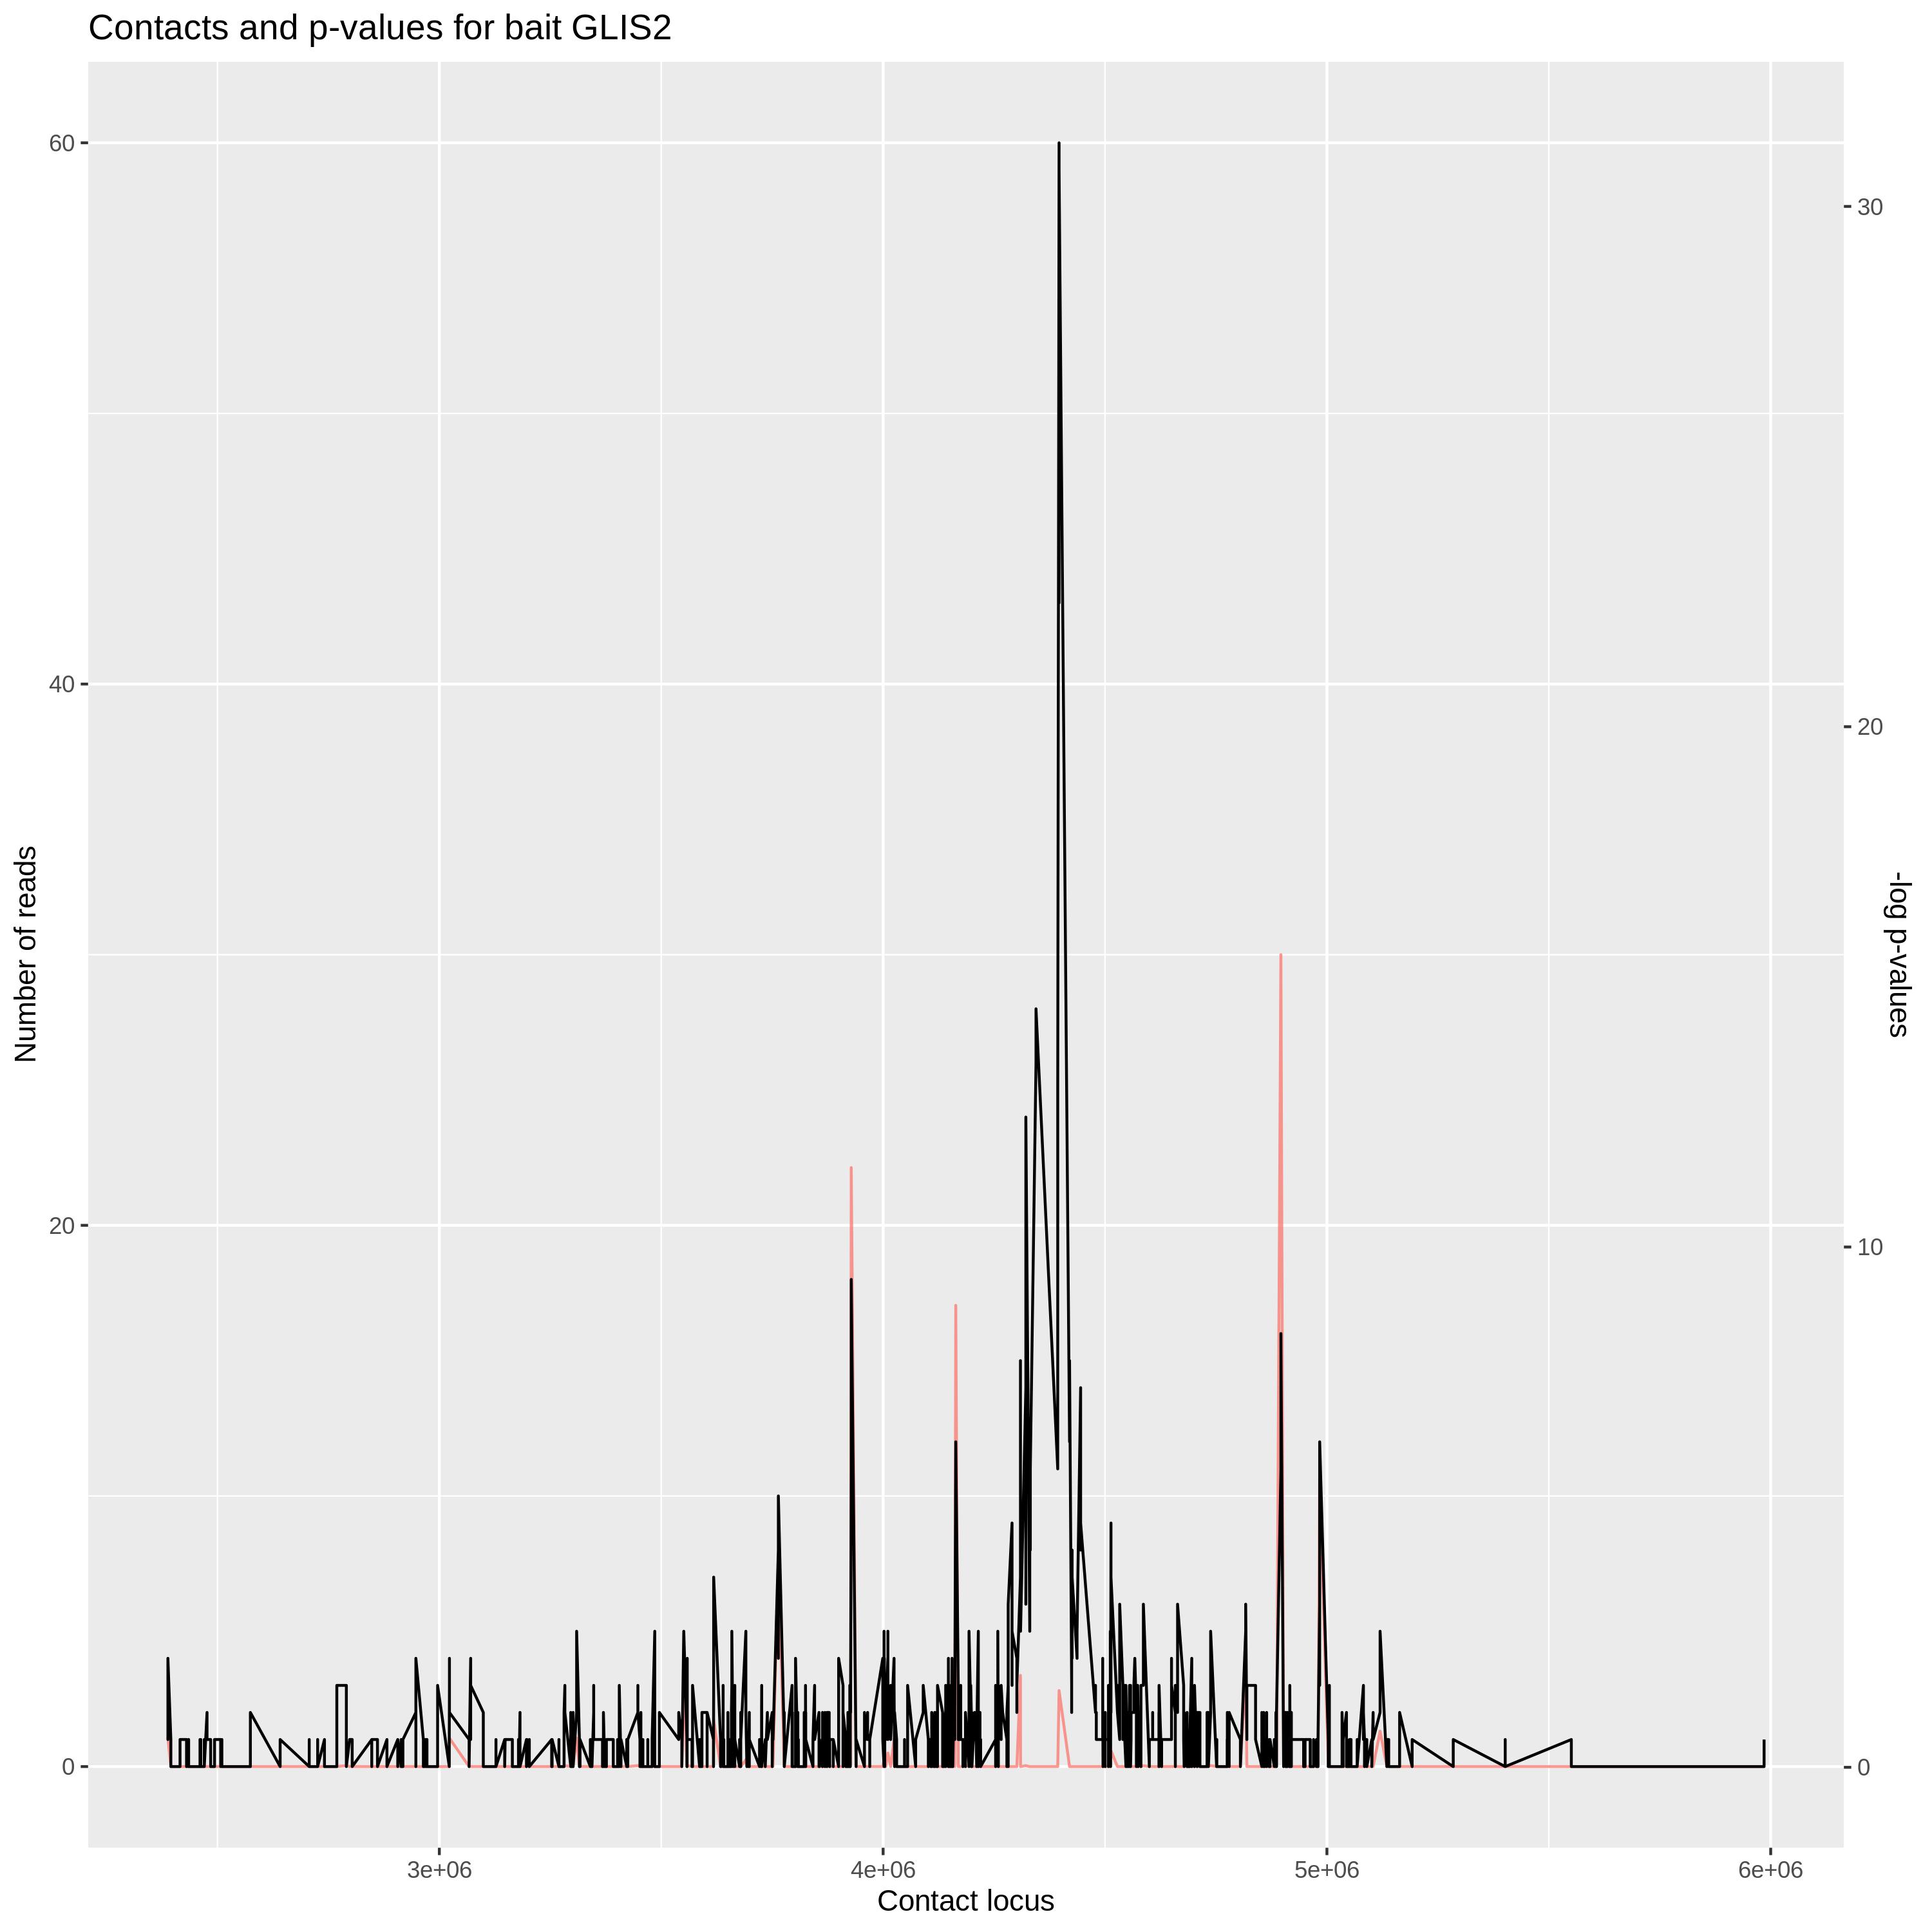 Contacts and p-values for bait GLIS2
60
40
20
0
Number of reads
30
20
10
0
-log p-values
3e+06
4e+06
5e+06
6e+06
Contact locus